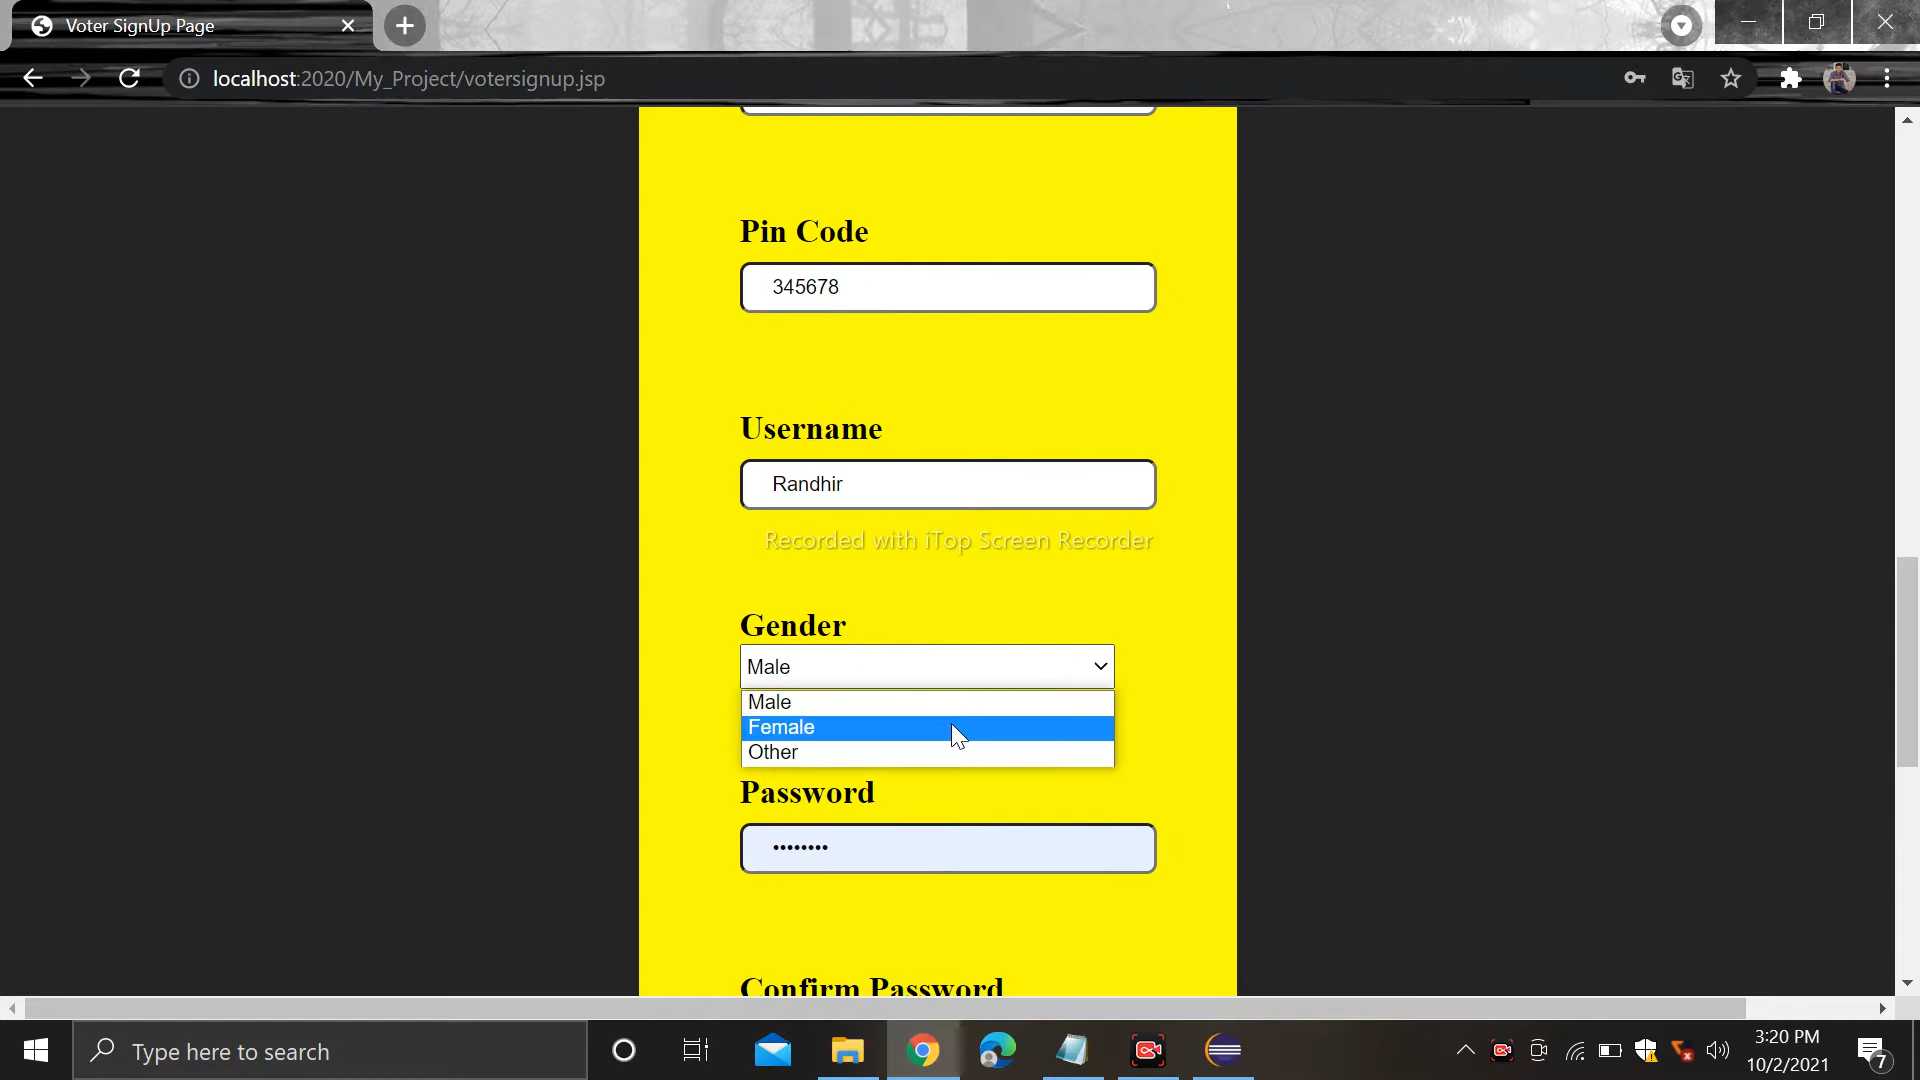 Voter SignUp Page
localhost:2020/My_Project/votersignup.jsp
Pin Code
345678
Username
Randhir
Recorded with iTop Screen Recorder
Gender
Male
Male
Female
Other
Password
••••••••
Confirm Password
Type here to search
3:20 PM
10/2/2021
7